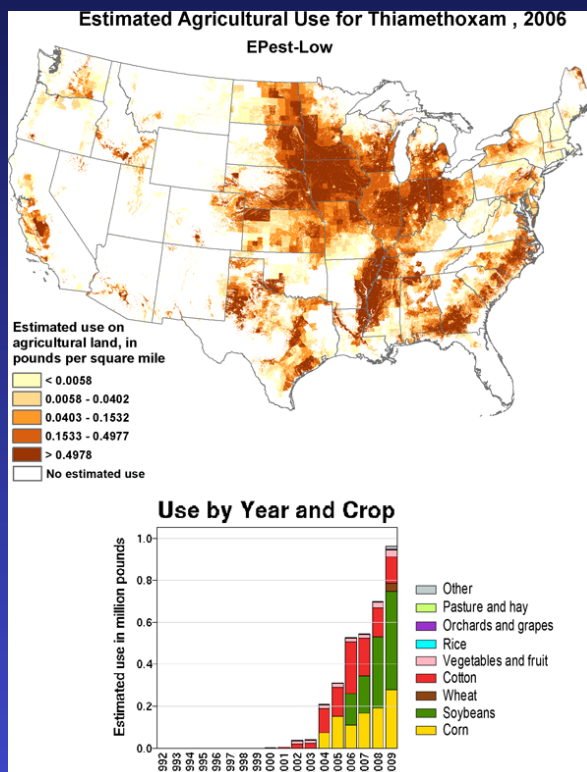 Estimated Agricultural Use for Thiamethoxam , 2006
EPest-Low
Estimated use on
agricultural land, in
pounds per square mile
< 0.0058
0.0058 - 0.0402
0.0403 - 0.1532
0.1533 - 0.4977
> 0.4978
No estimated use
Use by Year and Crop
Estimated use in million pounds
1.0
0.8
0.6
0.4
0.2
0.0
992
993
994
995
996
997
998
999
000
001
002
003
004
005
006
007
008
009
Other
Pasture and hay
Orchards and grapes
Rice
Vegetables and fruit
Cotton
Wheat
Soybeans
Corn